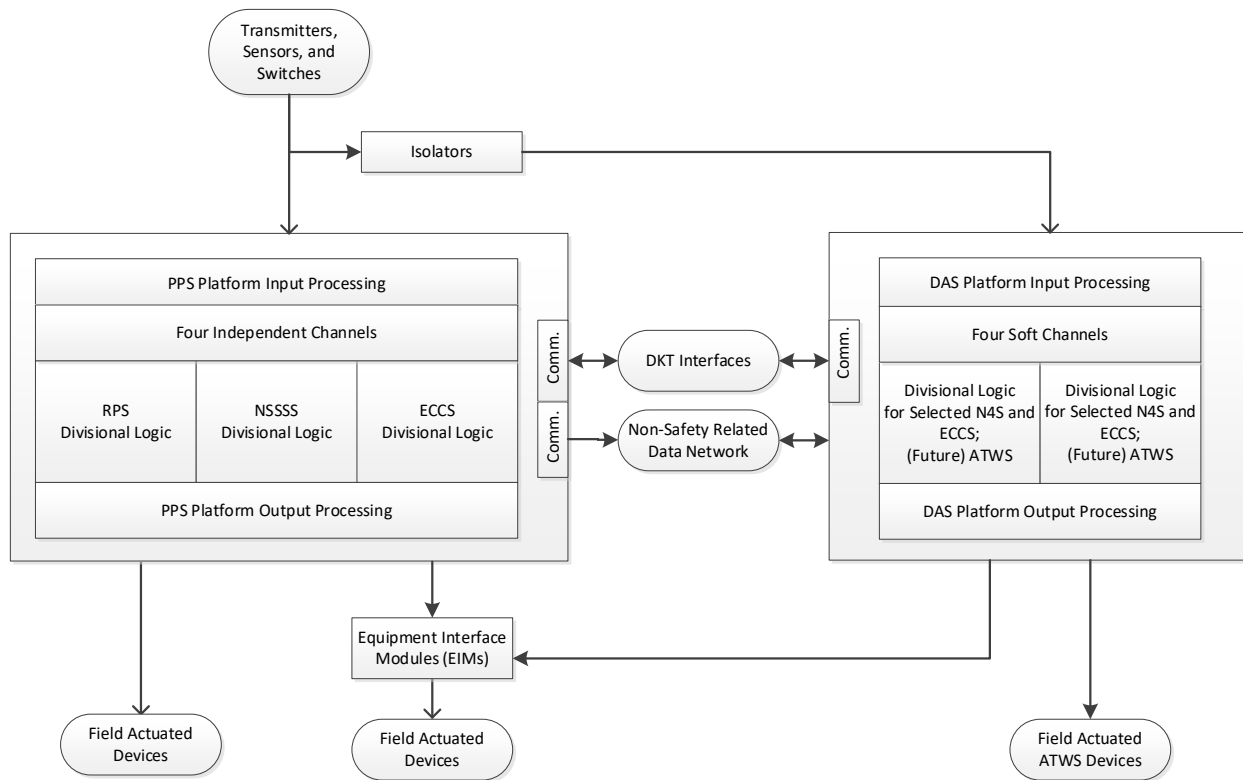 Transmitters,
Sensors, and
Switches
Isolators
PPS Platform Input Processing
Four Independent Channels
RPS
Divisional Logic
NSSSS
Divisional Logic
ECCS
Divisional Logic
PPS Platform Output Processing
Comm.
Comm.
DKT Interfaces
Non-Safety Related
Data Network
Comm.
DAS Platform Input Processing
Four Soft Channels
Divisional Logic
for Selected N4S and
ECCS;
(Future) ATWS
Divisional Logic
for Selected N4S and
ECCS;
(Future) ATWS
DAS Platform Output Processing
Equipment Interface
Modules (EIMs)
Field Actuated
Devices
Field Actuated
Devices
Field Actuated
ATWS Devices